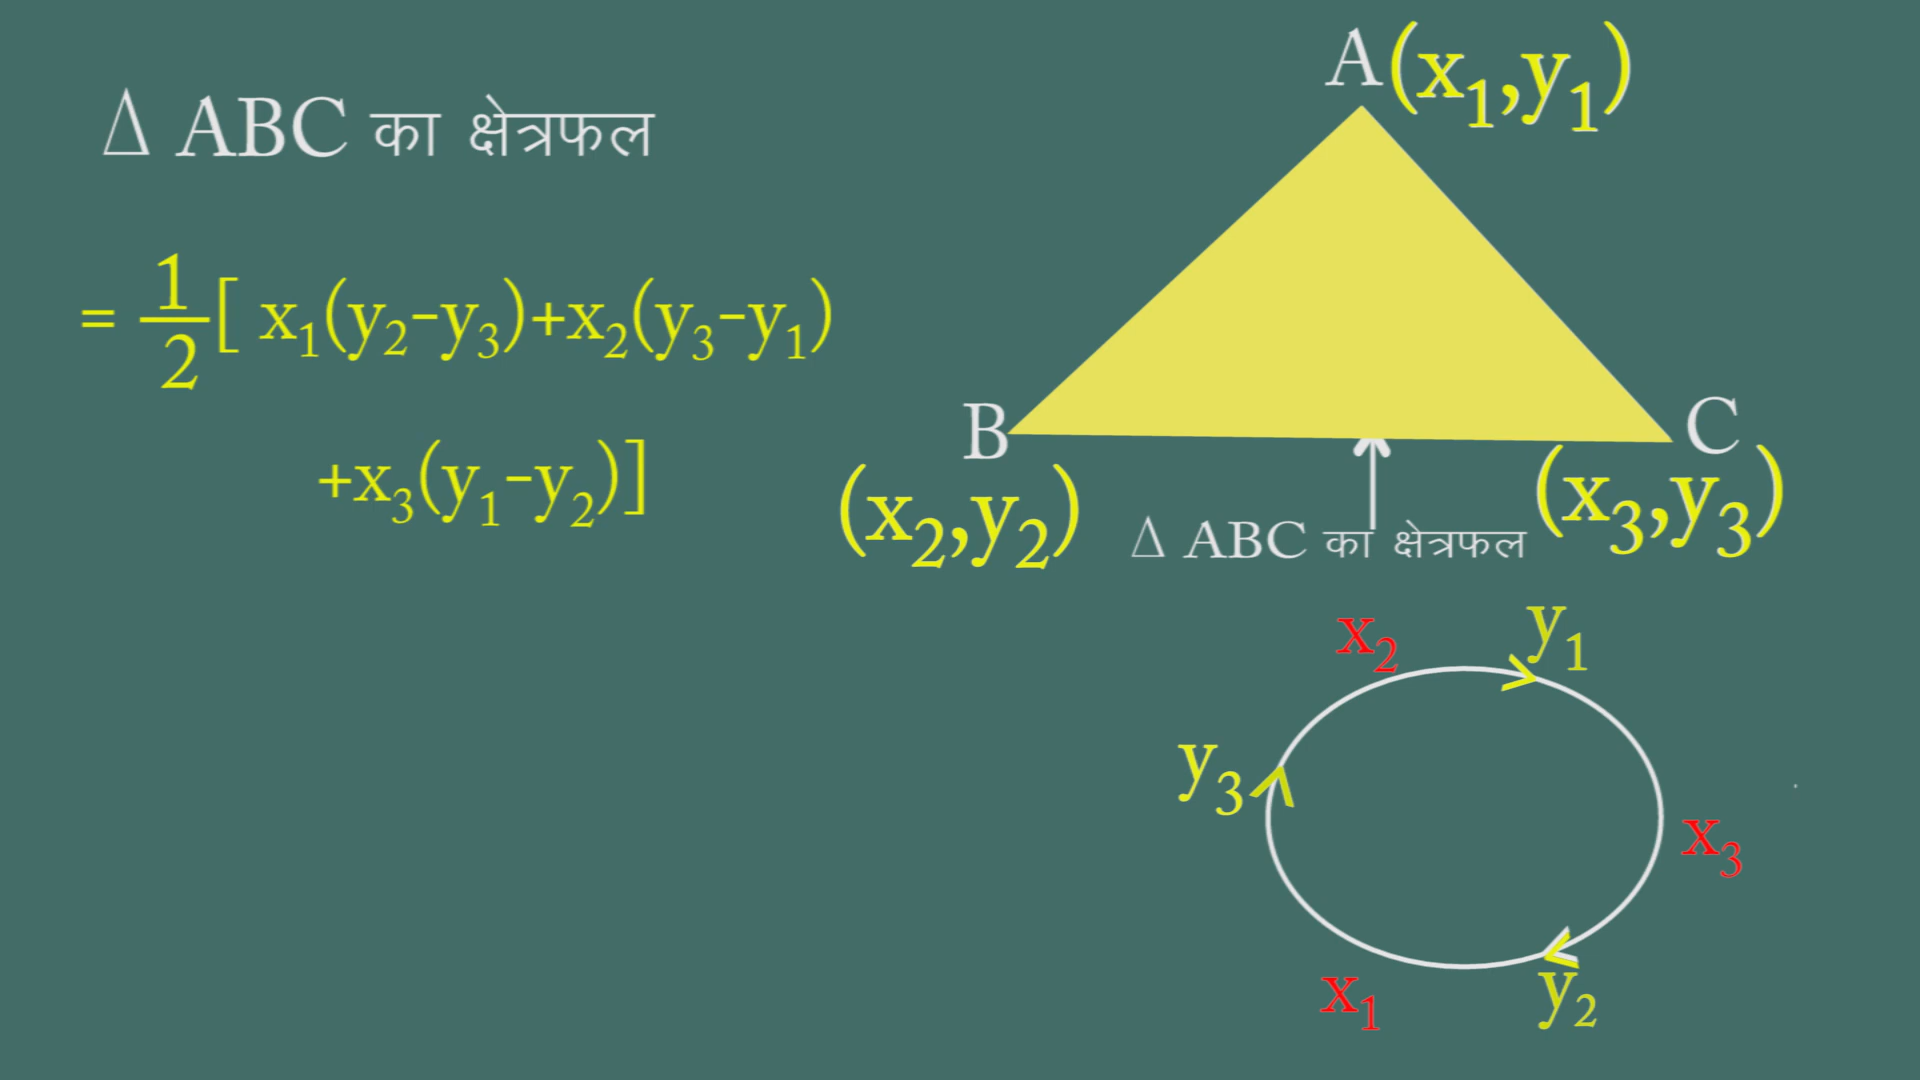 Δ ABC का क्षेत्रफल
= 1/2 [ x₁(y₂-y₃)+x₂(y₃-y₁)
+x₃(y₁-y₂)]
A(x₁,y₁)
B
(x₂,y₂)
C
(x₃,y₃)
Δ ABC का क्षेत्रफल
x₂
y₁
y₃
x₃
x₁
y₂